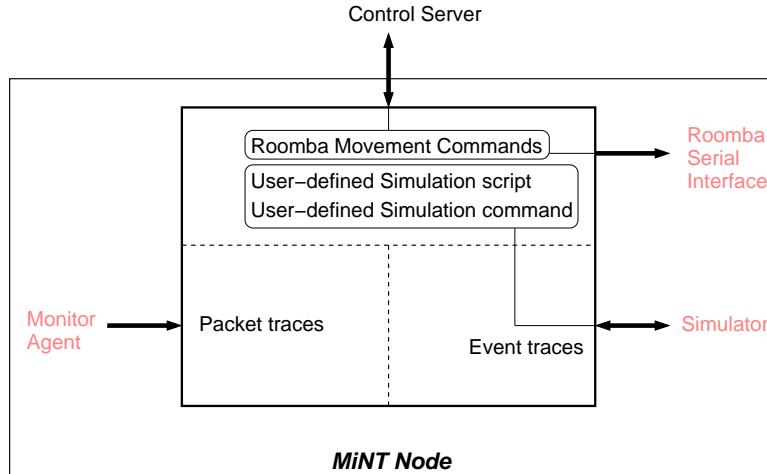 Control Server
Roomba Movement Commands
Roomba
Serial
Interface
User−defined Simulation script
User−defined Simulation command
Monitor
Agent
Packet traces
Event traces
Simulator
MiNT Node